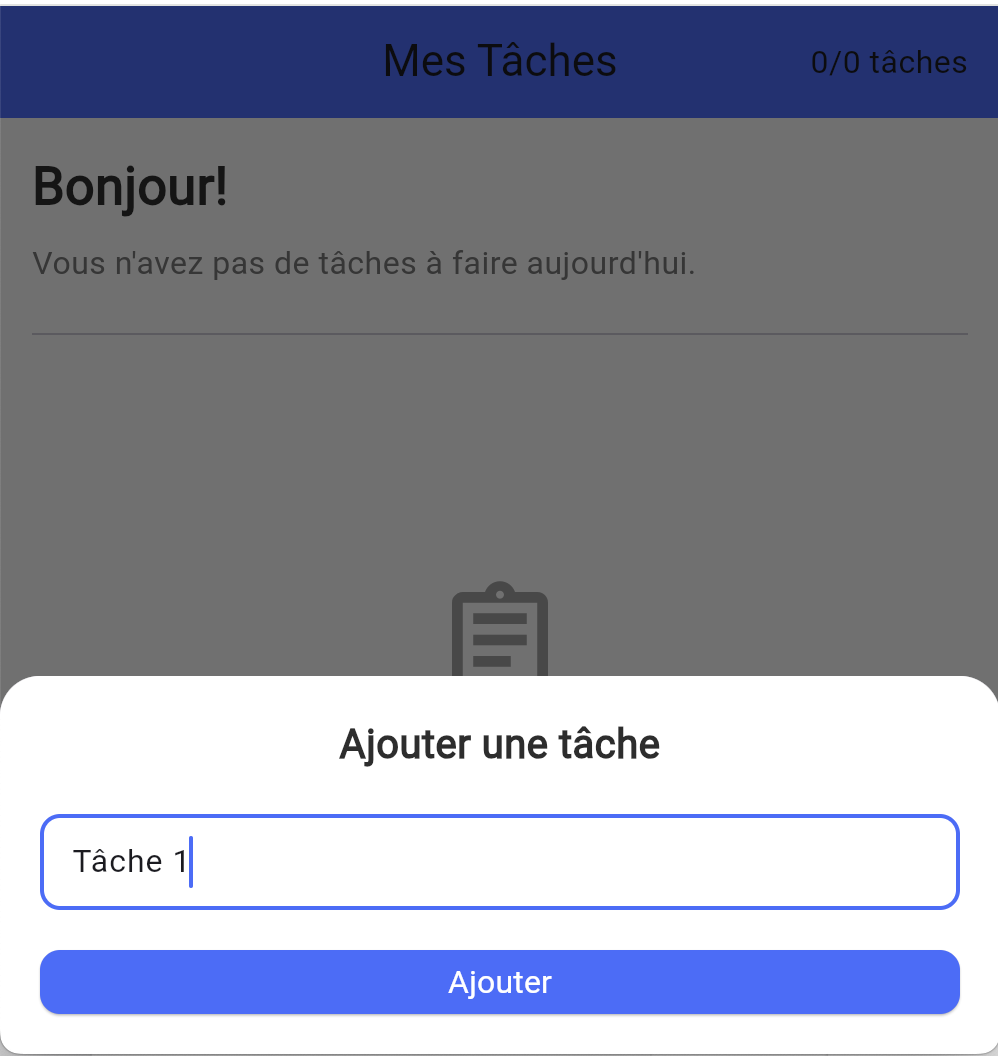 Mes Tâches
0/0 tâches
Bonjour!
Vous n'avez pas de tâches à faire aujourd'hui.
Ajouter une tâche
Tâche 1
Ajouter